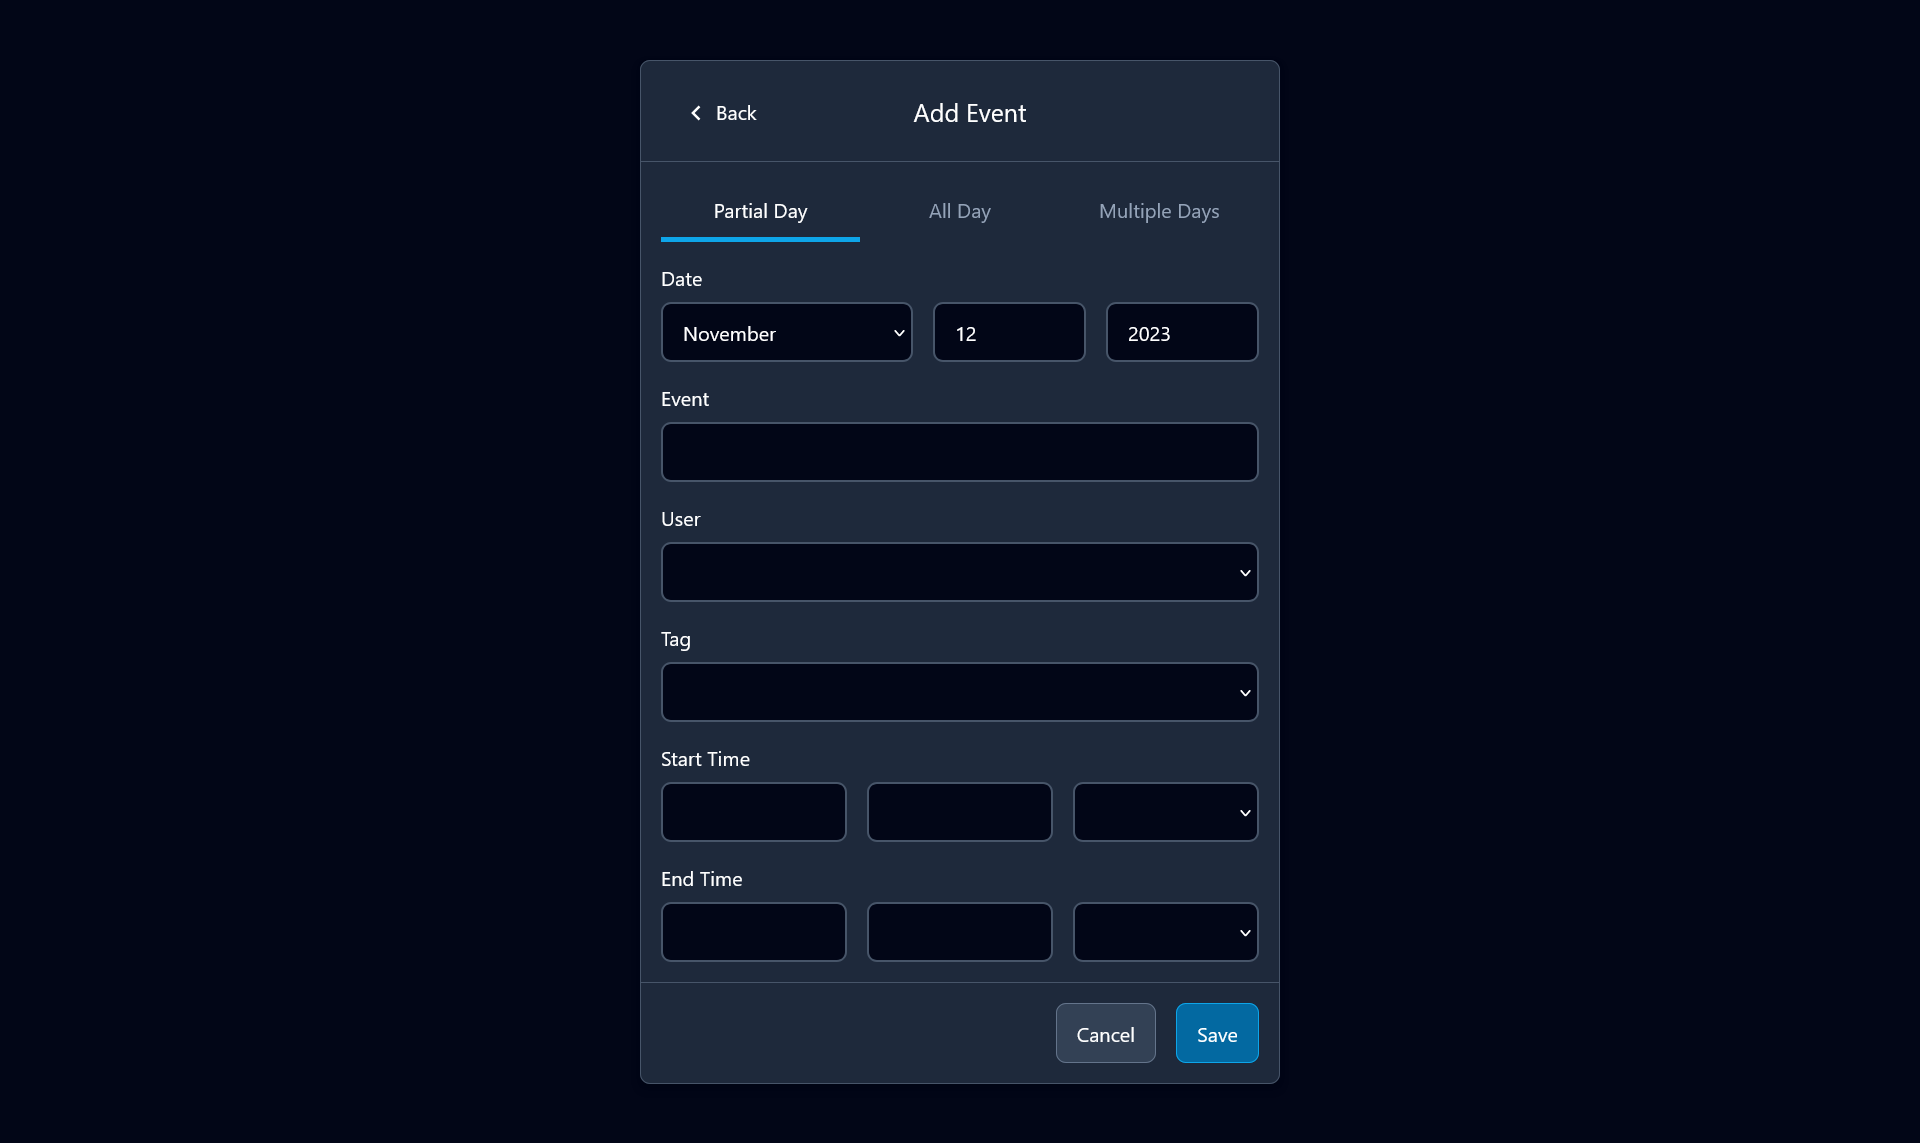 Back
Add Event
Partial Day
All Day
Multiple Days
Date
November
12
2023
Event
User
Tag
Start Time
End Time
Cancel
Save